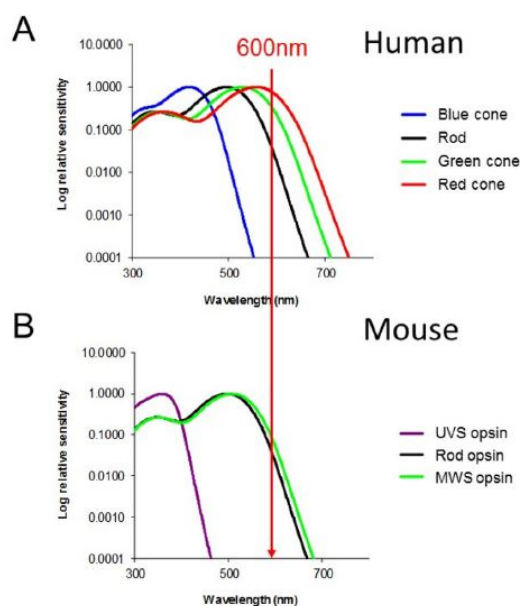 A
600nm
Human
10.0000
1.0000
0.1000
0.0100
0.0010
0.0001
Log relative sensitivity
300
500
700
Wavelength (nm)
Blue cone
Rod
Green cone
Red cone
B
Mouse
10.0000
1.0000
0.1000
0.0100
0.0010
0.0001
Log relative sensitivity
300
500
700
Wavelength (nm)
UVS opsin
Rod opsin
MWS opsin